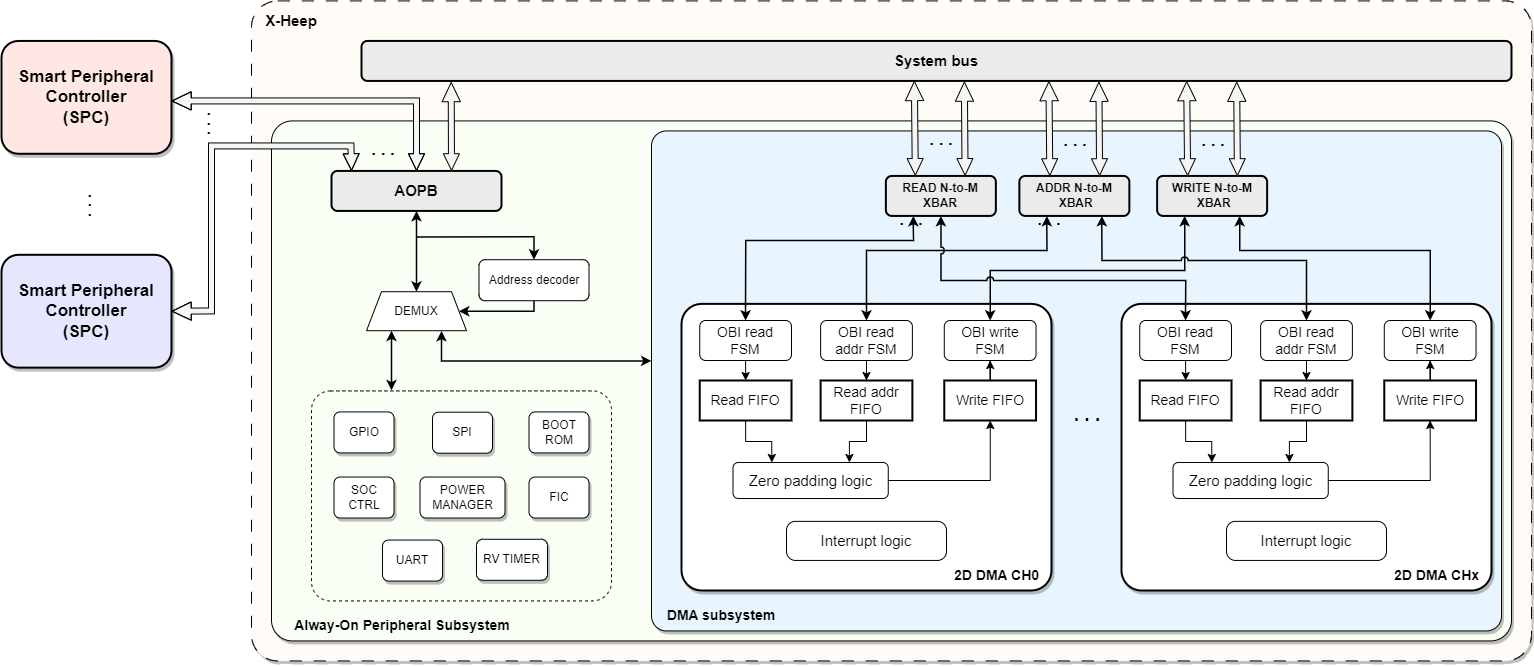 X-Heep
System bus
Smart Peripheral
Controller
(SPC)
. . .
AOPB
READ N-to-M
XBAR
ADDR N-to-M
XBAR
WRITE N-to-M
XBAR
Smart Peripheral
Controller
(SPC)
Address decoder
DEMUX
GPIO
SPI
BOOT
ROM
SOC
CTRL
POWER
MANAGER
FIC
UART
RV TIMER
Alway-On Peripheral Subsystem
OBI read
FSM
OBI read
addr FSM
OBI write
FSM
Read FIFO
Read addr
FIFO
Write FIFO
Zero padding logic
Interrupt logic
2D DMA CH0
. . .
OBI read
FSM
OBI read
addr FSM
OBI write
FSM
Read FIFO
Read addr
FIFO
Write FIFO
Zero padding logic
Interrupt logic
2D DMA CHx
DMA subsystem